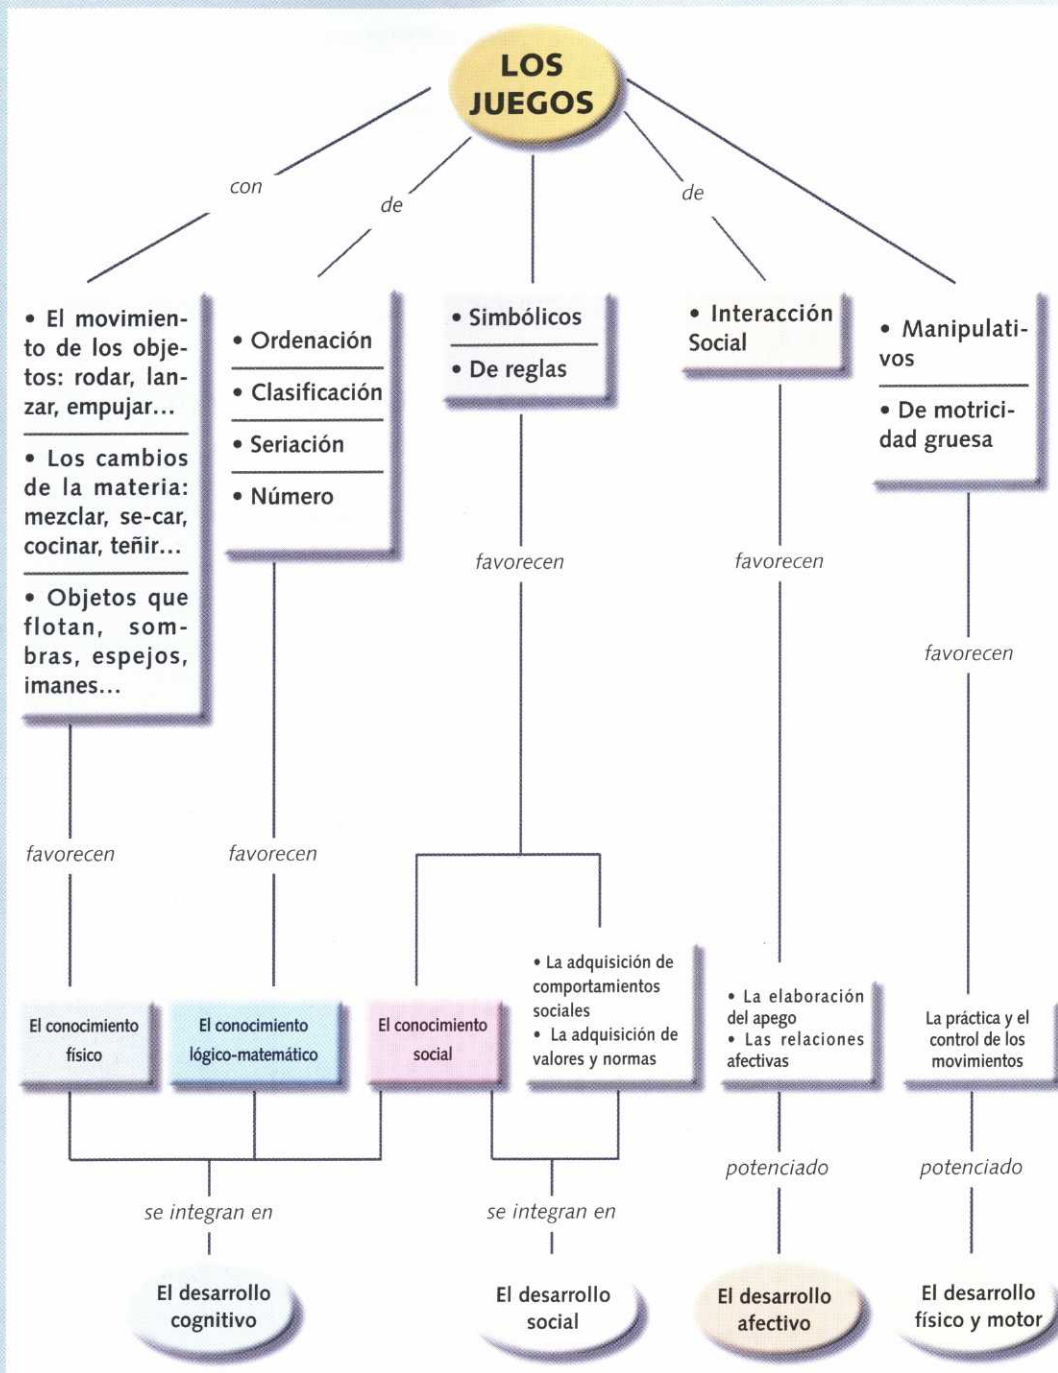 LOS
JUEGOS
con
de
de
• El movimien-
to de los obje-
tos: rodar, lan-
zar, empujar...
• Los cambios
de la materia:
mezclar, se-car,
cocinar, teñir...
• Objetos que
flotan, som-
bras, espejos,
imanes...
• Ordenación
• Clasificación
• Seriación
• Número
• Simbólicos
• De reglas
• Interacción
Social
• Manipulati-
vos
• De motrici-
dad gruesa
favorecen
favorecen
favorecen
favorecen
favorecen
El conocimiento
físico
El conocimiento
lógico-matemático
El conocimiento
social
• La adquisición de
comportamientos
sociales
• La adquisición de
valores y normas
• La elaboración
del apego
• Las relaciones
afectivas
La práctica y el
control de los
movimientos
se integran en
se integran en
potenciado
potenciado
El desarrollo
cognitivo
El desarrollo
social
El desarrollo
afectivo
El desarrollo
físico y motor